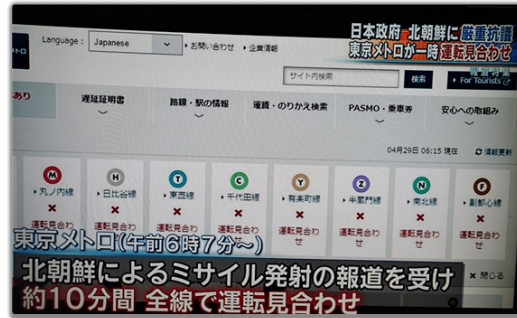 日本政府 北朝鮮に厳重抗議
東京メトロが一時運転見合わせ
Language : Japanese
お問い合わせ
企業情報
サイト内検索
検索
For Tourists
あり
遅延証明書
路線・駅の情報
運賃・のりかえ検索
PASMO・乗車券
安心への取組み
04月29日 06:15 現在
情報更新
M
H
T
C
Y
Z
N
F
丸ノ内線
日比谷線
東西線
千代田線
有楽町線
半蔵門線
南北線
副都心線
運転見合わせ
運転見合わせ
運転見合わせ
運転見合わせ
運転見合わせ
運転見合わせ
運転見合わせ
運転見合わせ
東京メトロ(午前6時7分~)
閉じる
北朝鮮によるミサイル発射の報道を受け
約10分間 全線で運転見合わせ